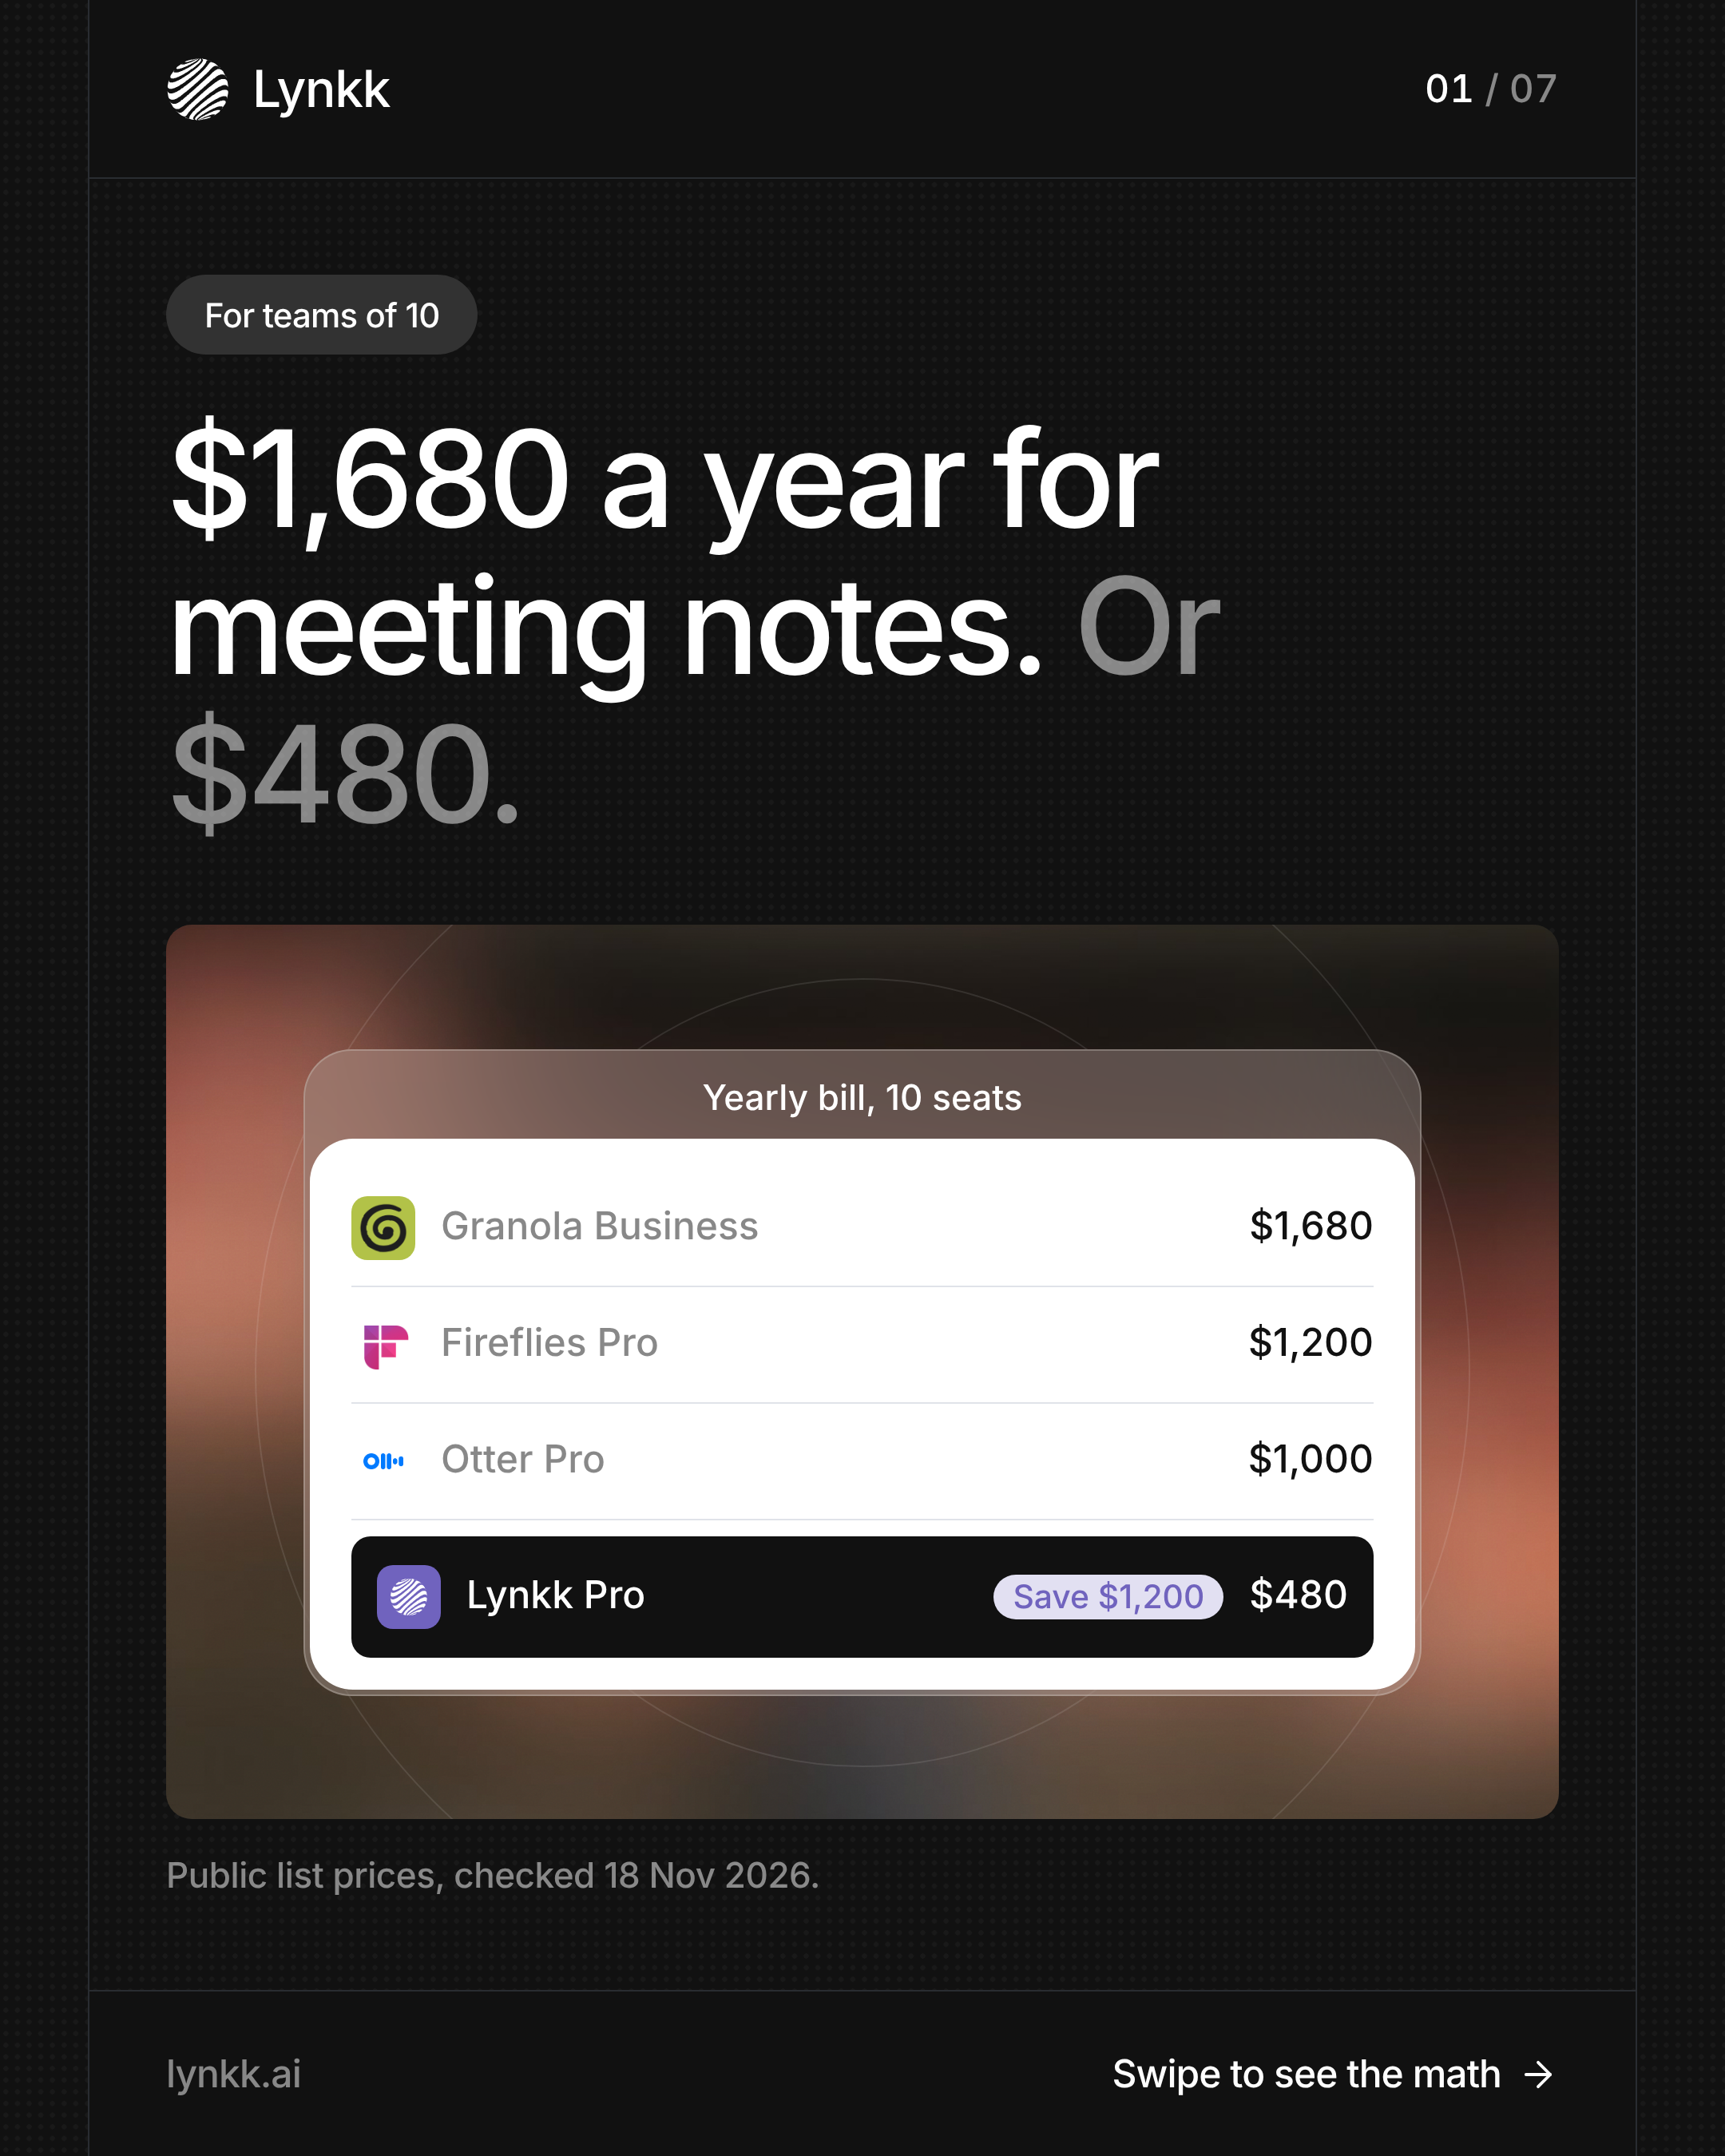 Lynkk
01 / 07
For teams of 10
$1,680 a year for
meeting notes. Or
$480.
Yearly bill, 10 seats
Granola Business $1,680
Fireflies Pro $1,200
Otter Pro $1,000
Lynkk Pro Save $1,200 $480
Public list prices, checked 18 Nov 2026.
lynkk.ai
Swipe to see the math →